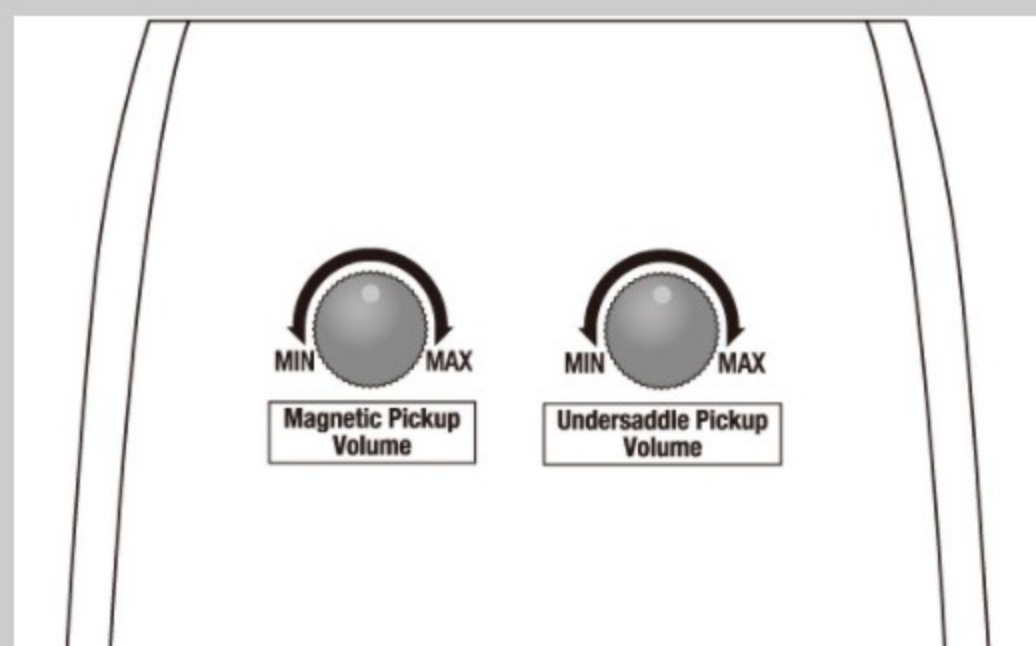 MIN
MAX
Magnetic Pickup
Volume
MIN
MAX
Undersaddle Pickup
Volume